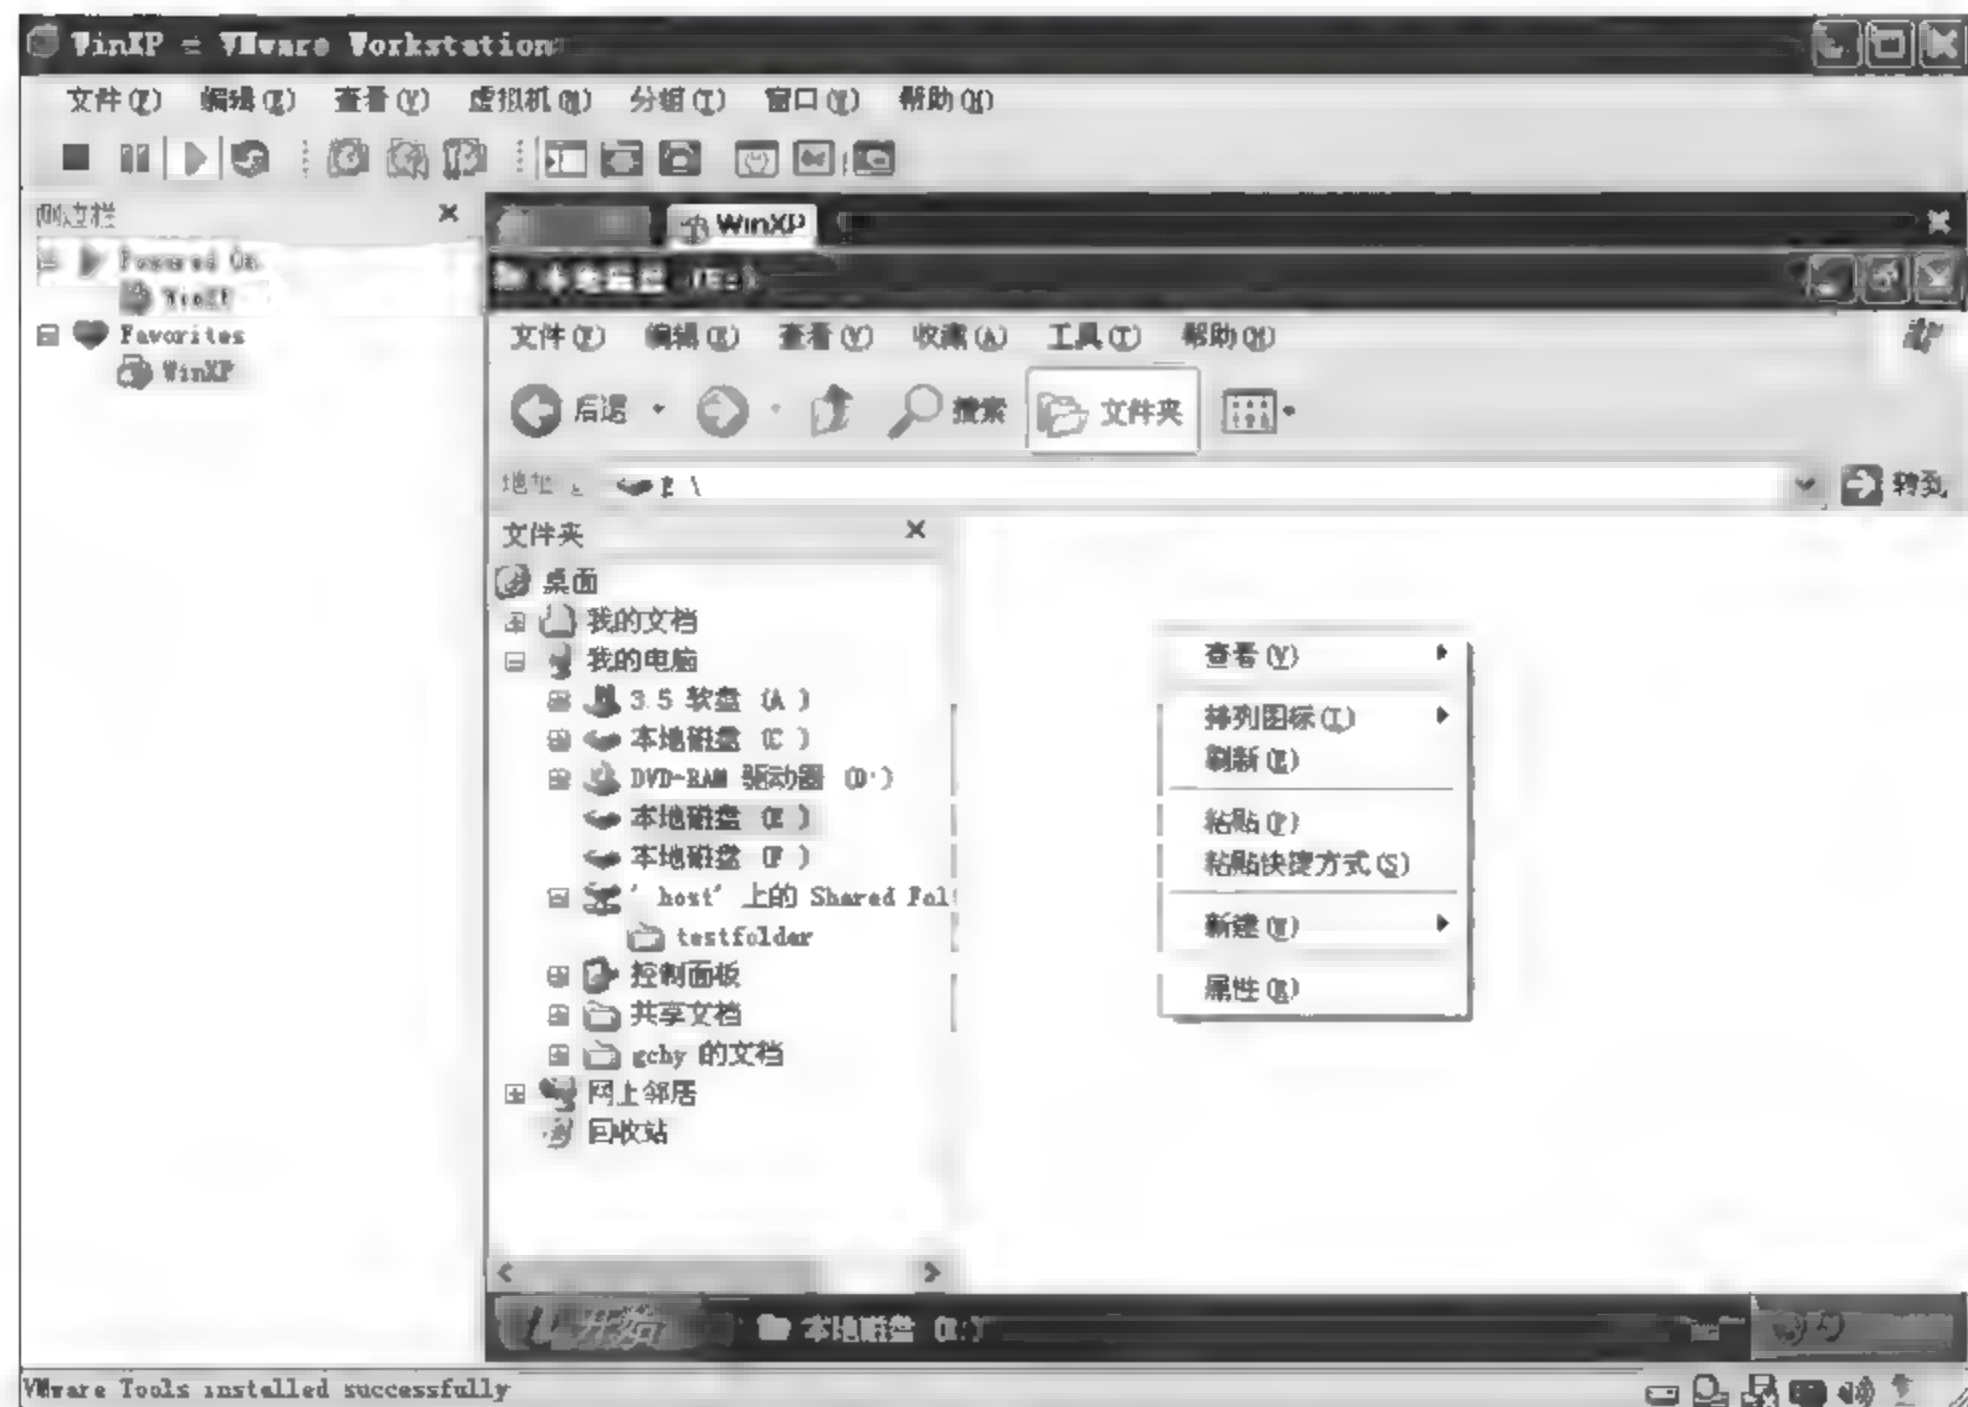 WinXP - VMware Workstation
文件(F) 编辑(E) 查看(V) 虚拟机(M) 分组(T) 窗口(W) 帮助(H)
WinXP
Powered On
WinXP
Favorites
WinXP
本地磁盘 (E:)
文件(F) 编辑(E) 查看(V) 收藏(A) 工具(T) 帮助(H)
后退 搜索 文件夹
地址 E:\ 转到
文件夹
桌面
我的文档
我的电脑
3.5 软盘 (A:)
本地磁盘 (C:)
DVD-RAM 驱动器 (D:)
本地磁盘 (E:)
本地磁盘 (F:)
'.host' 上的 Shared Fol
testfolder
控制面板
共享文档
gchy 的文档
网上邻居
回收站
查看(V)
排列图标(I)
刷新(E)
粘贴(P)
粘贴快捷方式(S)
新建(W)
属性(R)
开始 本地磁盘 (E:)
VMware Tools installed successfully